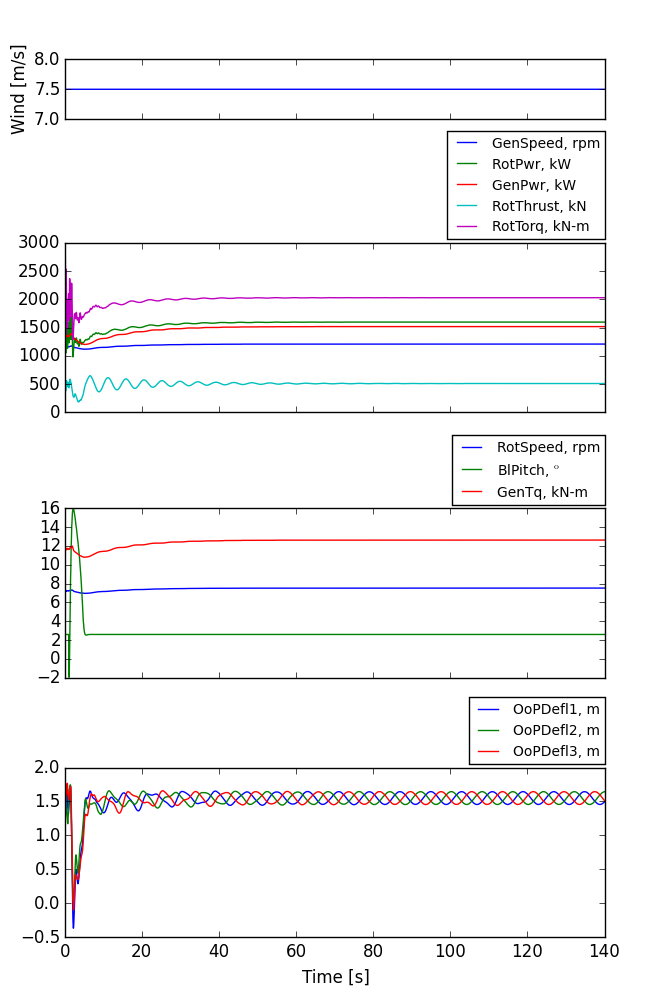 Wind [m/s]
8.0
7.5
7.0
GenSpeed, rpm
RotPwr, kW
GenPwr, kW
RotThrust, kN
RotTorq, kN-m
3000
2500
2000
1500
1000
500
0
RotSpeed, rpm
BlPitch, °
GenTq, kN-m
16
14
12
10
8
6
4
2
0
−2
OoPDefl1, m
OoPDefl2, m
OoPDefl3, m
2.0
1.5
1.0
0.5
0.0
−0.5
0 20 40 60 80 100 120 140
Time [s]